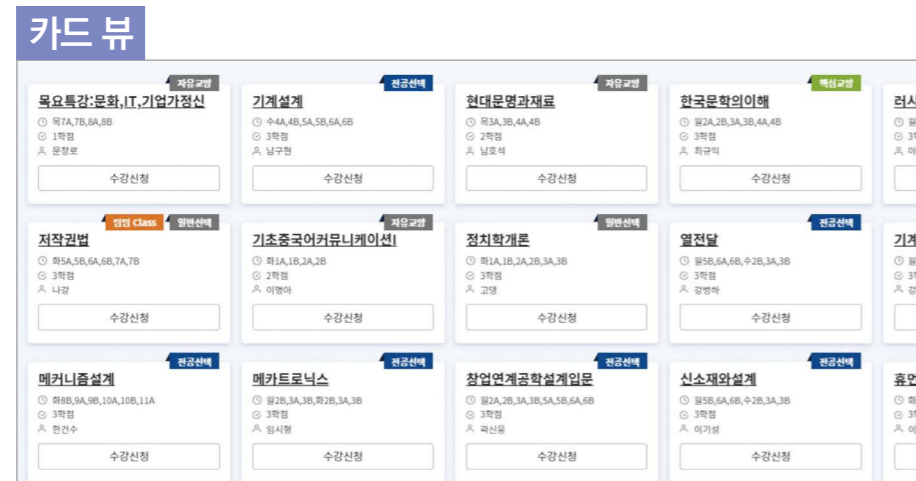 카드 뷰
자유교양
목요특강:문화,IT,기업가정신
목7A,7B,8A,8B
1학점
문창로
수강신청
전공선택
기계설계
수4A,4B,5A,5B,6A,6B
3학점
남구현
수강신청
자유교양
현대문명과재료
목3A,3B,4A,4B
2학점
남호석
수강신청
핵심교양
한국문학의이해
월2A,2B,3A,3B,4A,4B
3학점
최규익
수강신청
러시
팀팀 Class 일반선택
저작권법
화5A,5B,6A,6B,7A,7B
3학점
나강
수강신청
자유교양
기초중국어커뮤니케이션I
화1A,1B,2A,2B
2학점
이명아
수강신청
일반선택
정치학개론
화1A,1B,2A,2B,3A,3B
3학점
고댕
수강신청
전공선택
열전달
월5B,6A,6B,수2B,3A,3B
3학점
강병하
수강신청
기계
전공선택
메커니즘설계
화8B,9A,9B,10A,10B,11A
3학점
한건수
수강신청
전공선택
메카트로닉스
월2B,3A,3B,화2B,3A,3B
3학점
임시형
수강신청
전공선택
창업연계공학설계입문
월2A,2B,3A,3B,5A,5B,6A,6B
3학점
곽신웅
수강신청
전공선택
신소재와설계
월5B,6A,6B,수2B,3A,3B
3학점
이기성
수강신청
휴먼